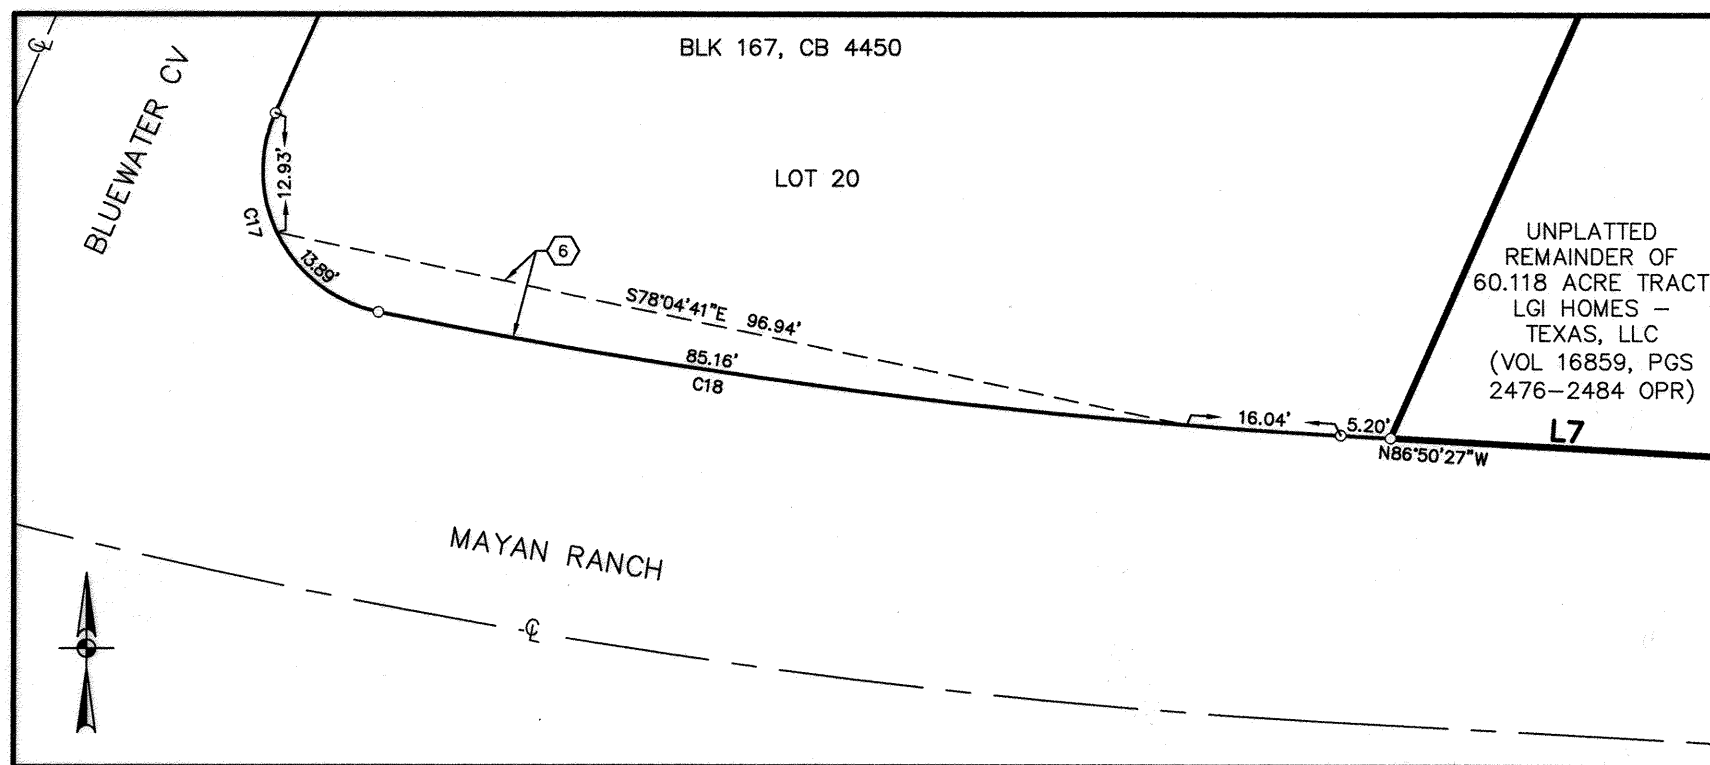 BLK 167, CB 4450
℄
BLUEWATER CV
12.93'
LOT 20
C17
13.89'
6
S78°04'41"E 96.94'
UNPLATTED
REMAINDER OF
60.118 ACRE TRACT
LGI HOMES –
TEXAS, LLC
(VOL 16859, PGS
2476–2484 OPR)
85.16'
C18
16.04'
5.20'
L7
N86°50'27"W
MAYAN RANCH
℄